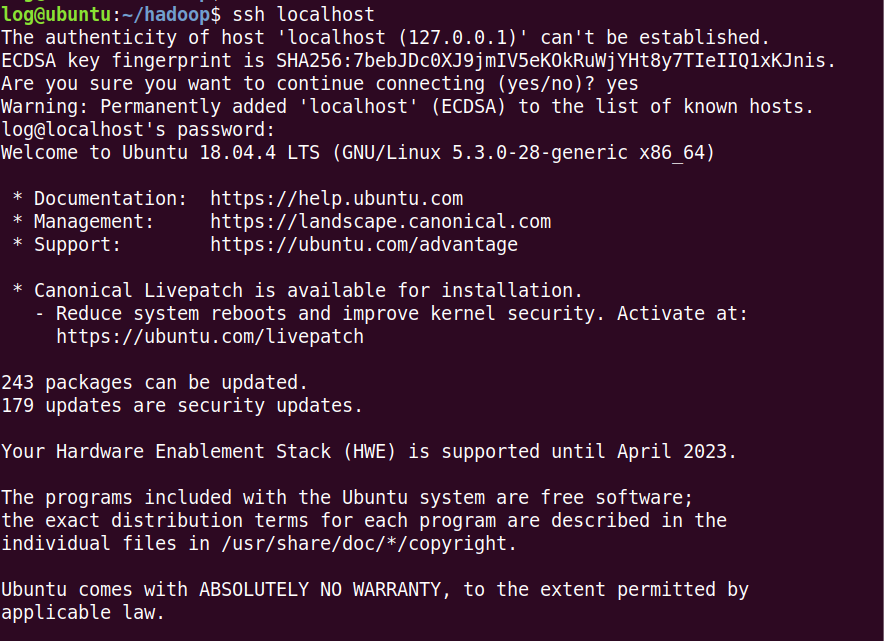 log@ubuntu:~/hadoop$ ssh localhost
The authenticity of host 'localhost (127.0.0.1)' can't be established.
ECDSA key fingerprint is SHA256:7bebJDc0XJ9jmIV5eKOkRuWjYHt8y7TIeIIQ1xKJnis.
Are you sure you want to continue connecting (yes/no)? yes
Warning: Permanently added 'localhost' (ECDSA) to the list of known hosts.
log@localhost's password:
Welcome to Ubuntu 18.04.4 LTS (GNU/Linux 5.3.0-28-generic x86_64)
 * Documentation:  https://help.ubuntu.com
 * Management:     https://landscape.canonical.com
 * Support:        https://ubuntu.com/advantage
 * Canonical Livepatch is available for installation.
   - Reduce system reboots and improve kernel security. Activate at:
     https://ubuntu.com/livepatch
243 packages can be updated.
179 updates are security updates.
Your Hardware Enablement Stack (HWE) is supported until April 2023.
The programs included with the Ubuntu system are free software;
the exact distribution terms for each program are described in the
individual files in /usr/share/doc/*/copyright.
Ubuntu comes with ABSOLUTELY NO WARRANTY, to the extent permitted by
applicable law.